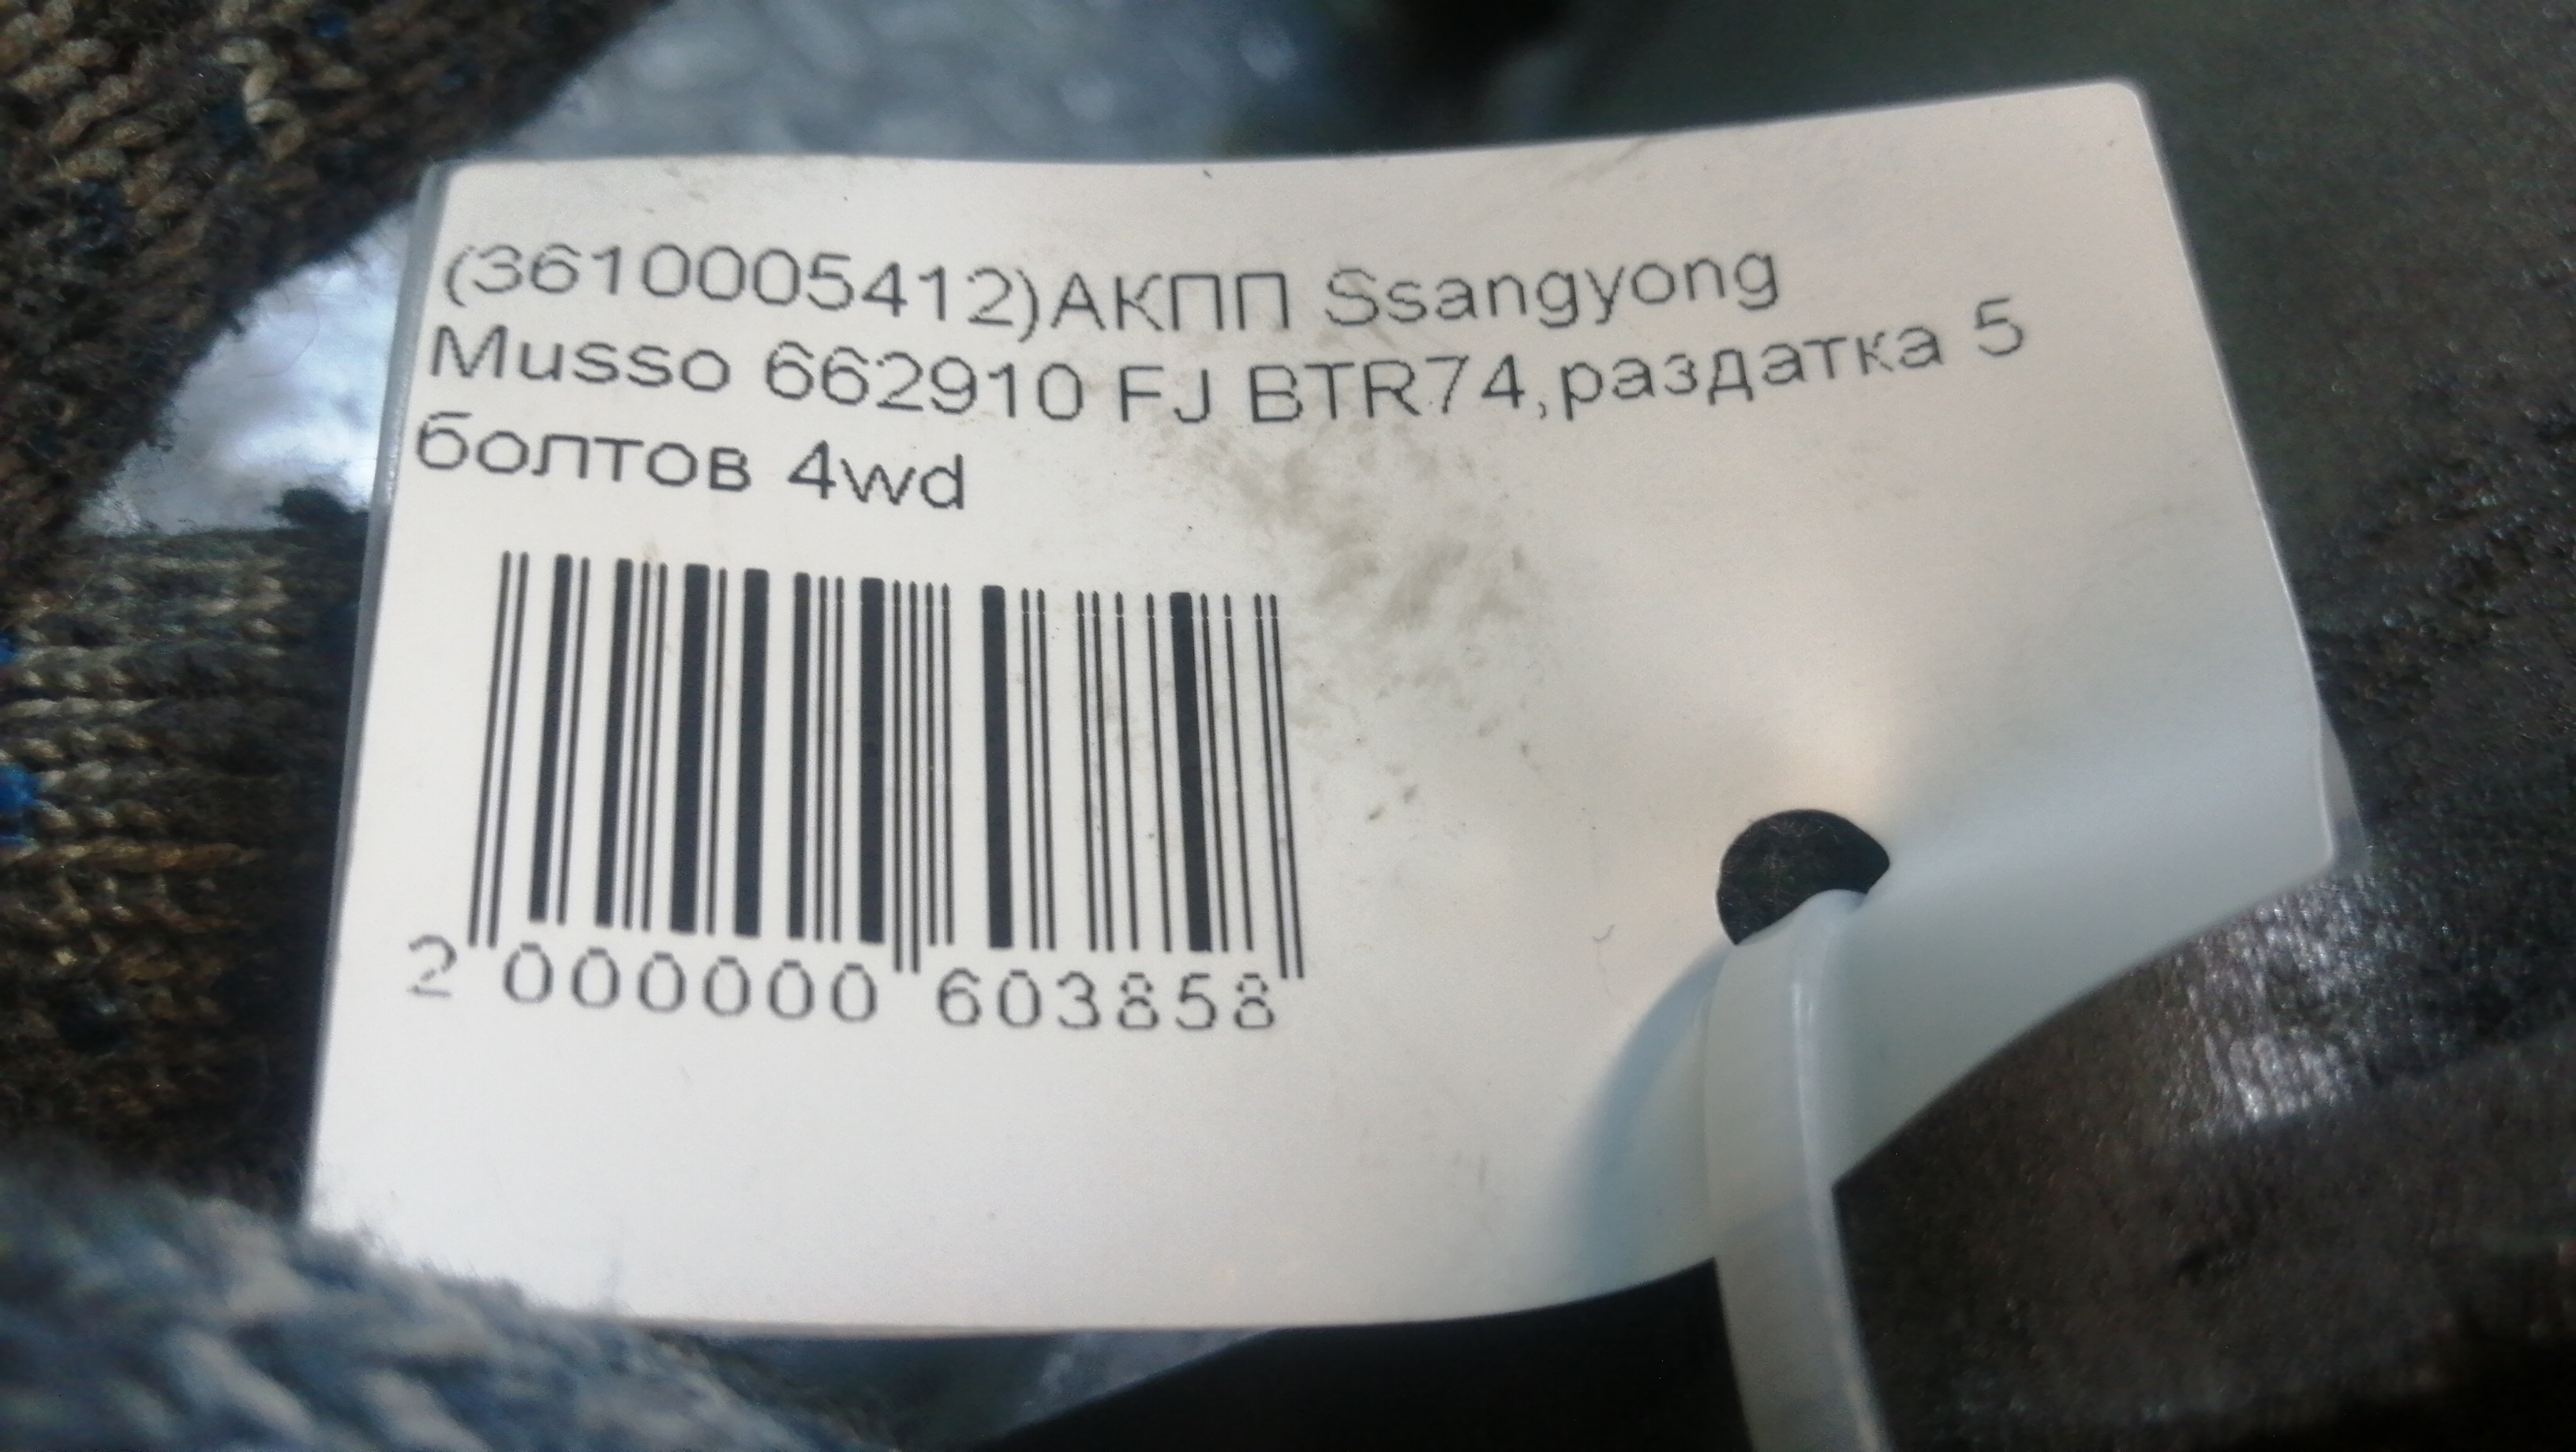 (3610005412)АКПП Ssangyong
Musso 662910 FJ BTR74,раздатка 5
болтов 4wd
2 000000 603858